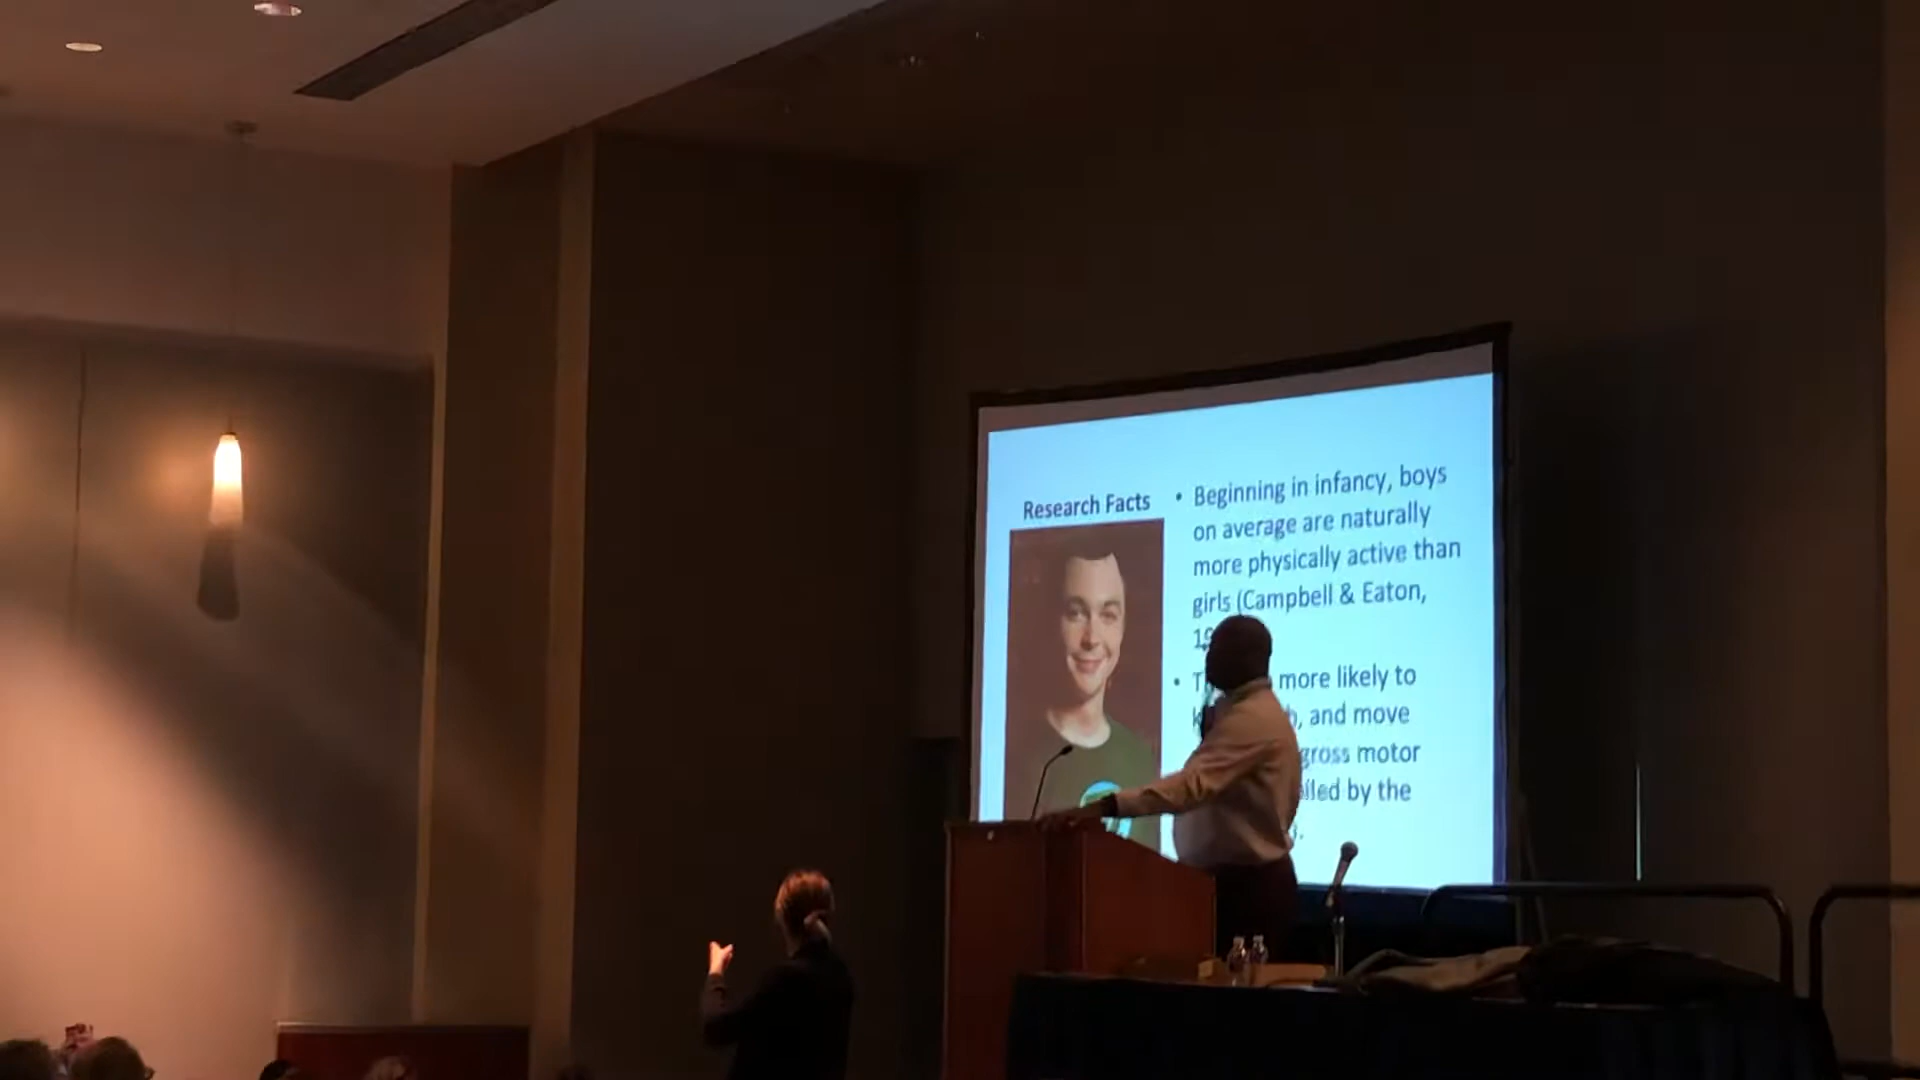 Research Facts
• Beginning in infancy, boys
on average are naturally
more physically active than
girls (Campbell & Eaton,
• more likely to
and move
gross motor
by the